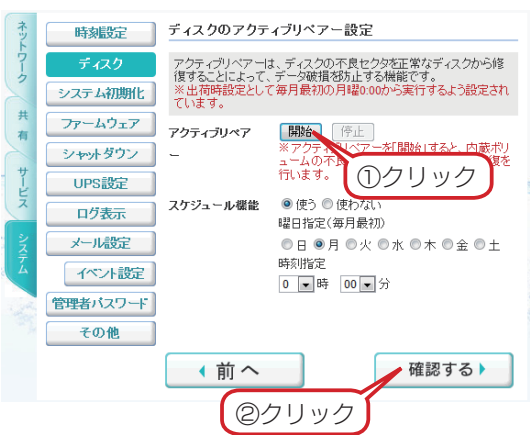 ネットワーク
共有
サービス
システム
時刻設定
ディスク
システム初期化
ファームウェア
シャットダウン
UPS設定
ログ表示
メール設定
イベント設定
管理者パスワード
その他
ディスクのアクティブリペアー設定
アクティブリペアーは、ディスクの不良セクタを正常なディスクから修
復することによって、データ破損を防止する機能です。
※出荷時設定として毎月最初の月曜0:00から実行するよう設定され
ています。
アクティブリペア
ー
開始 停止
※アクティブリペアーを「開始」すると、内蔵ボリ
ュームの不良
復を
行います。
①クリック
スケジュール機能
使う 使わない
曜日指定(毎月最初)
日 月 火 水 木 金 土
時刻指定
0 時 00 分
前へ
確認する
②クリック